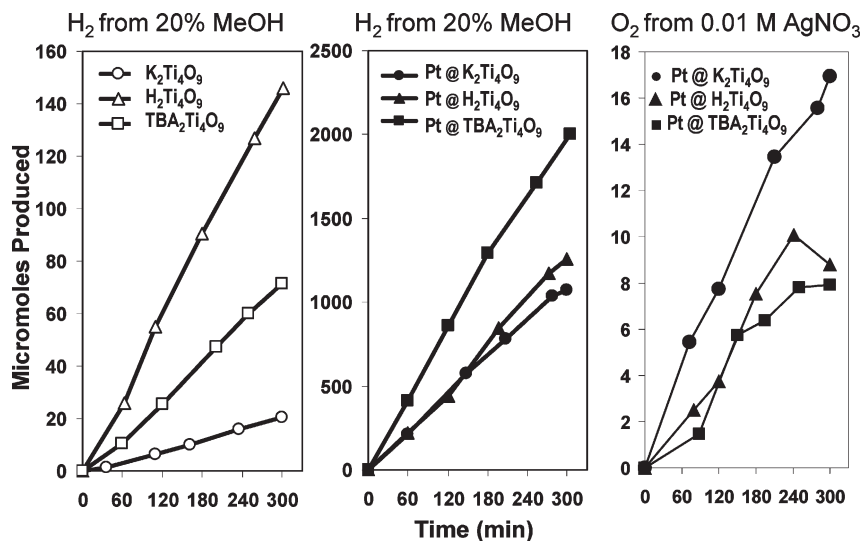 H₂ from 20% MeOH
H₂ from 20% MeOH
O₂ from 0.01 M AgNO₃
Micromoles Produced
160
140
120
100
80
60
40
20
0
K₂Ti₄O₉
H₂Ti₄O₉
TBA₂Ti₄O₉
0 60 120 180 240 300
2500
2000
1500
1000
500
0
Pt @ K₂Ti₄O₉
Pt @ H₂Ti₄O₉
Pt @ TBA₂Ti₄O₉
0 60 120 180 240 300
18
16
14
12
10
8
6
4
2
0
Pt @ K₂Ti₄O₉
Pt @ H₂Ti₄O₉
Pt @ TBA₂Ti₄O₉
0 60 120 180 240 300
Time (min)